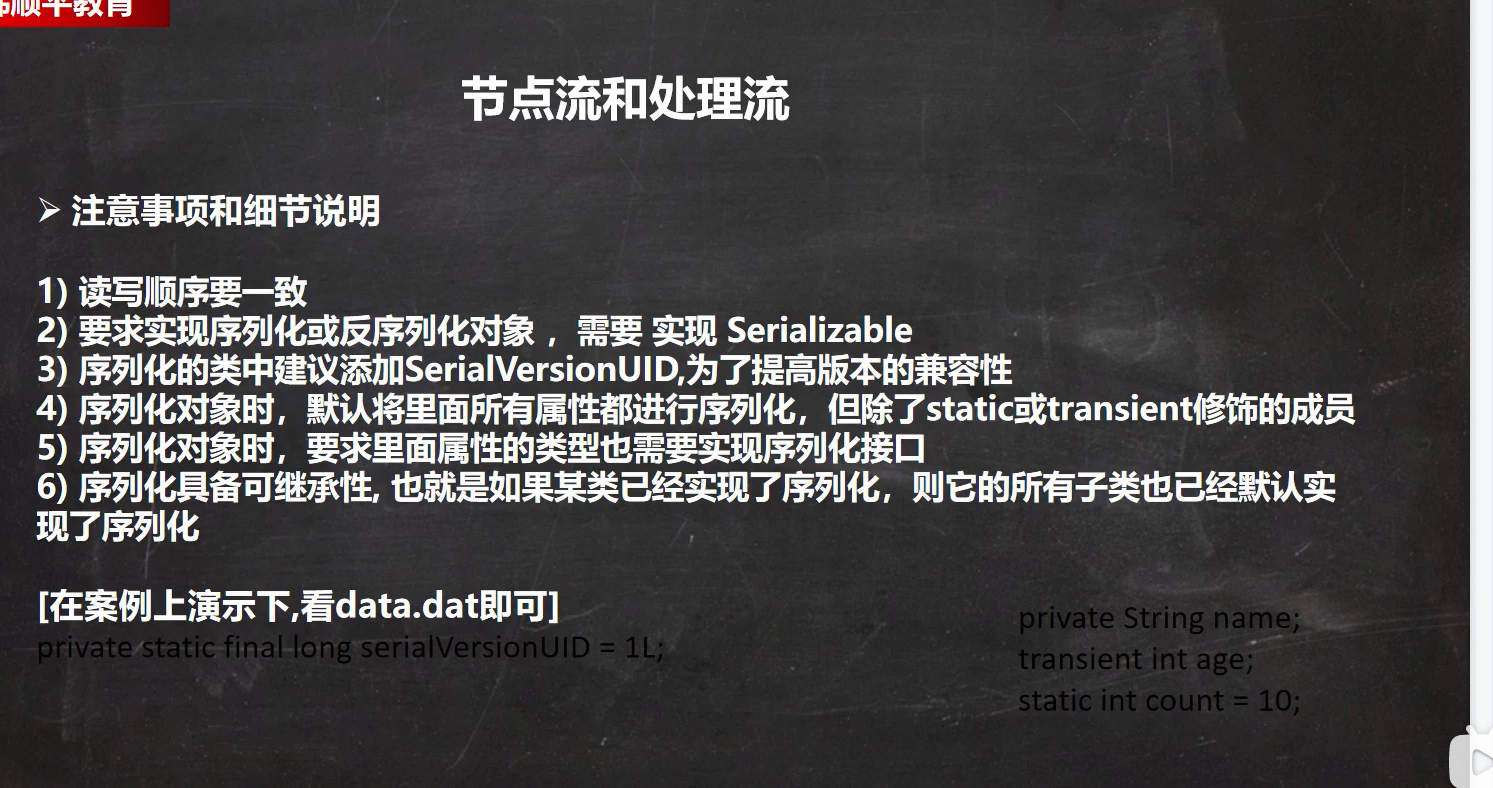 顺平教育
节点流和处理流
➢ 注意事项和细节说明
1) 读写顺序要一致
2) 要求实现序列化或反序列化对象 ，需要 实现 Serializable
3) 序列化的类中建议添加SerialVersionUID,为了提高版本的兼容性
4) 序列化对象时，默认将里面所有属性都进行序列化，但除了static或transient修饰的成员
5) 序列化对象时，要求里面属性的类型也需要实现序列化接口
6) 序列化具备可继承性, 也就是如果某类已经实现了序列化，则它的所有子类也已经默认实
现了序列化
[在案例上演示下,看data.dat即可]
private static final long serialVersionUID = 1L;
private String name;
transient int age;
static int count = 10;